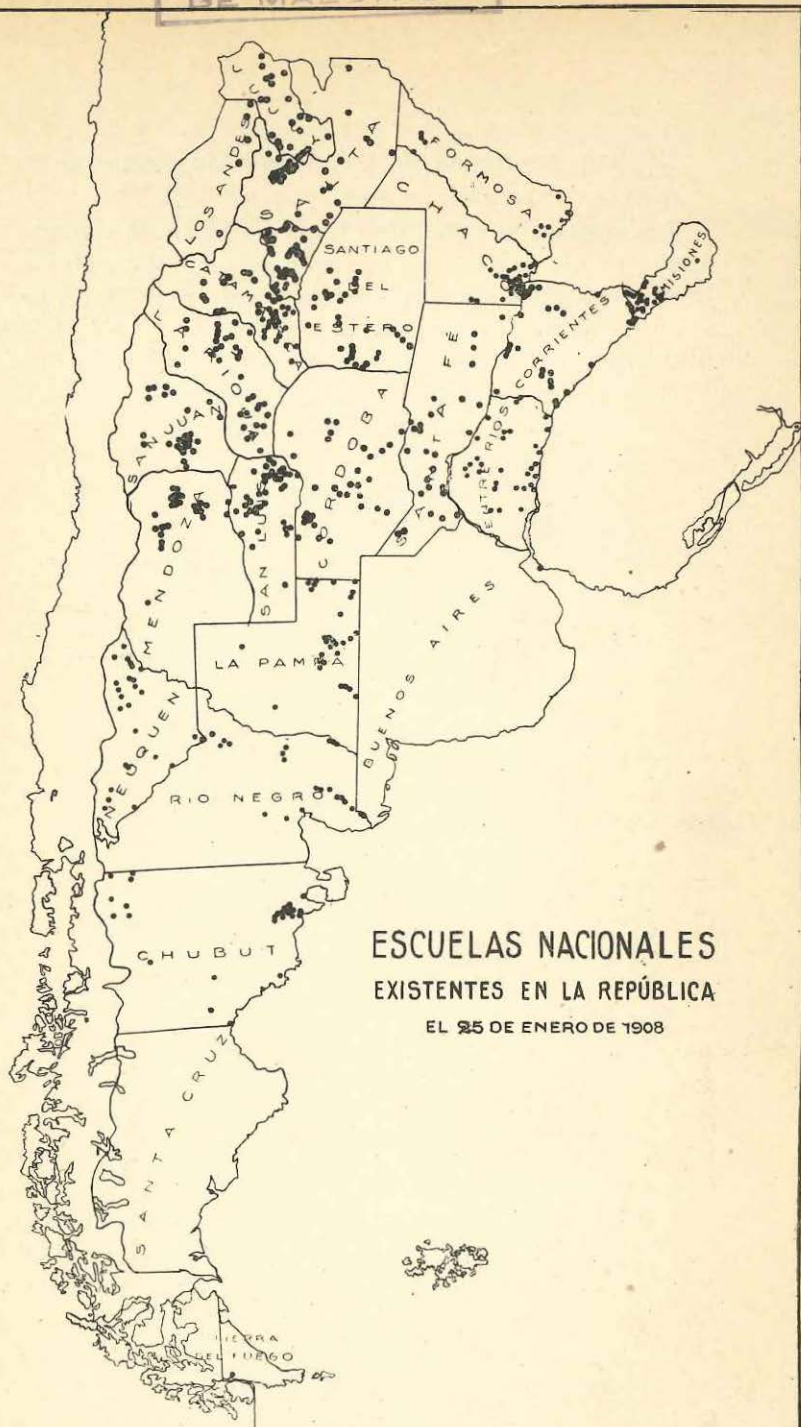 JUJUY
LOS ANDES
SALTA
FORMOSA
CHACO
MISIONES
SANTIAGO
DEL
ESTERO
CORRIENTES
LA RIOJA
SANTA FÉ
CORDOBA
ENTRE RIOS
SAN JUAN
MENDOZA
SAN LUIS
BUENOS AIRES
LA PAMPA
NEUQUEN
RIO NEGRO
CHUBUT
ESCUELAS NACIONALES
EXISTENTES EN LA REPÚBLICA
EL 25 DE ENERO DE 1908
SANTA CRUZ
TIERRA
DEL FUEGO